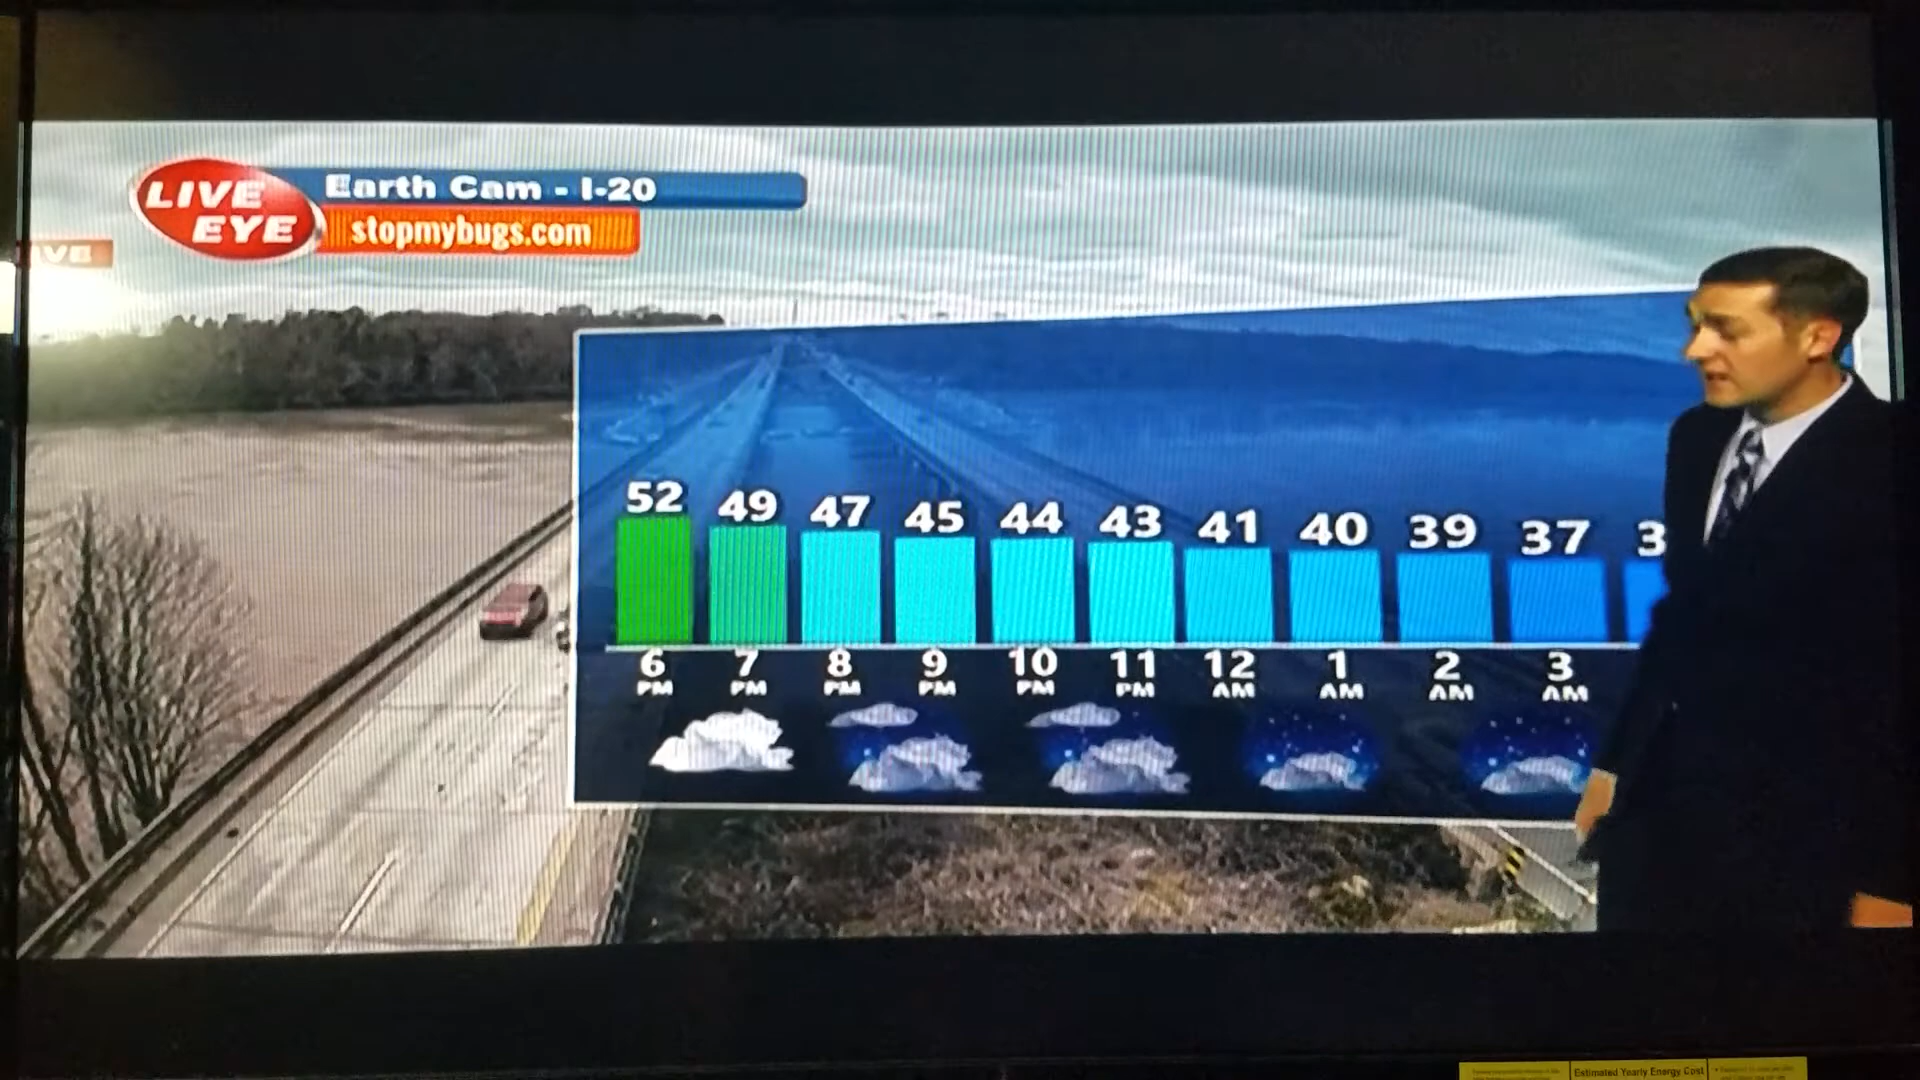 LIVE
EYE
Earth Cam - I-20
stopmybugs.com
VE
52 49 47 45 44 43 41 40 39 37 3
6 7 8 9 10 11 12 1 2 3
PM PM PM PM PM PM AM AM AM AM
Estimated Yearly Energy Cost